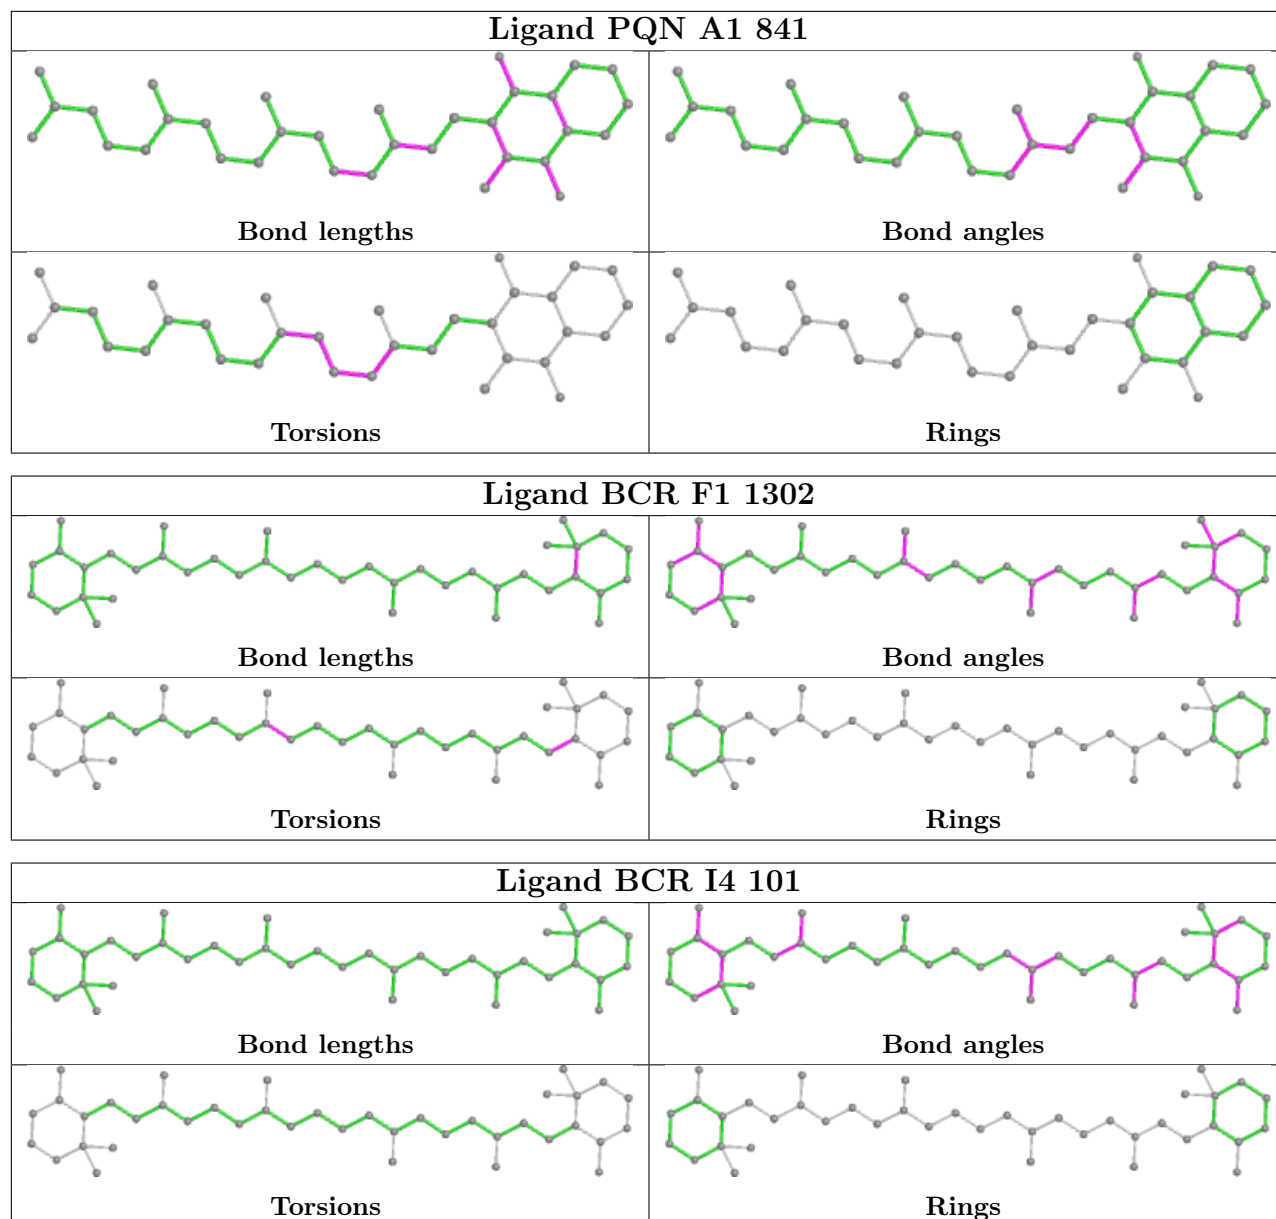 Ligand PQN A1 841
Bond lengths
Bond angles
Torsions
Rings
Ligand BCR F1 1302
Bond lengths
Bond angles
Torsions
Rings
Ligand BCR I4 101
Bond lengths
Bond angles
Torsions
Rings